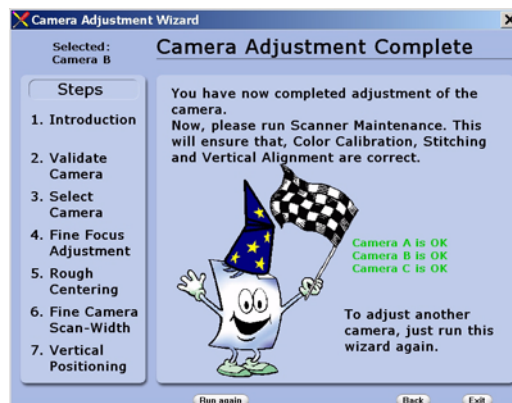 Camera Adjustment Wizard
Selected:
Camera B
Camera Adjustment Complete
Steps
1. Introduction
2. Validate
Camera
3. Select
Camera
4. Fine Focus
Adjustment
5. Rough
Centering
6. Fine Camera
Scan-Width
7. Vertical
Positioning
You have now completed adjustment of the
camera.
Now, please run Scanner Maintenance. This
will ensure that, Color Calibration, Stitching
and Vertical Alignment are correct.
Camera A is OK
Camera B is OK
Camera C is OK
To adjust another
camera, just run this
wizard again.
Run again
Back
Exit